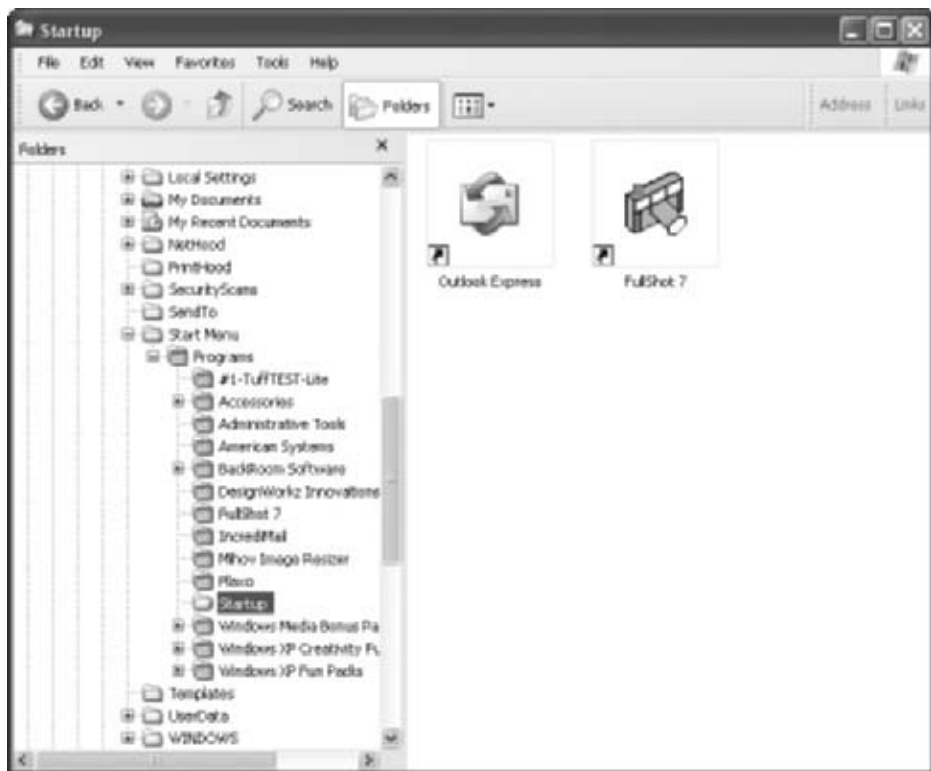 Startup
File Edit View Favorites Tools Help
Back Search Folders Address Links
Folders
Local Settings
My Documents
My Recent Documents
NetHood
PrintHood
SecurityScans
SendTo
Start Menu
Programs
#1-TuffTEST-Lite
Accessories
Administrative Tools
American Systems
BackRoom Software
DesignWorkz Innovations
FullShot 7
IncrediMail
Mihov Image Resizer
Plaxo
Startup
Windows Media Bonus Pa
Windows XP Creativity Fu
Windows XP Fun Packs
Templates
UserData
WINDOWS
Outlook Express
FullShot 7